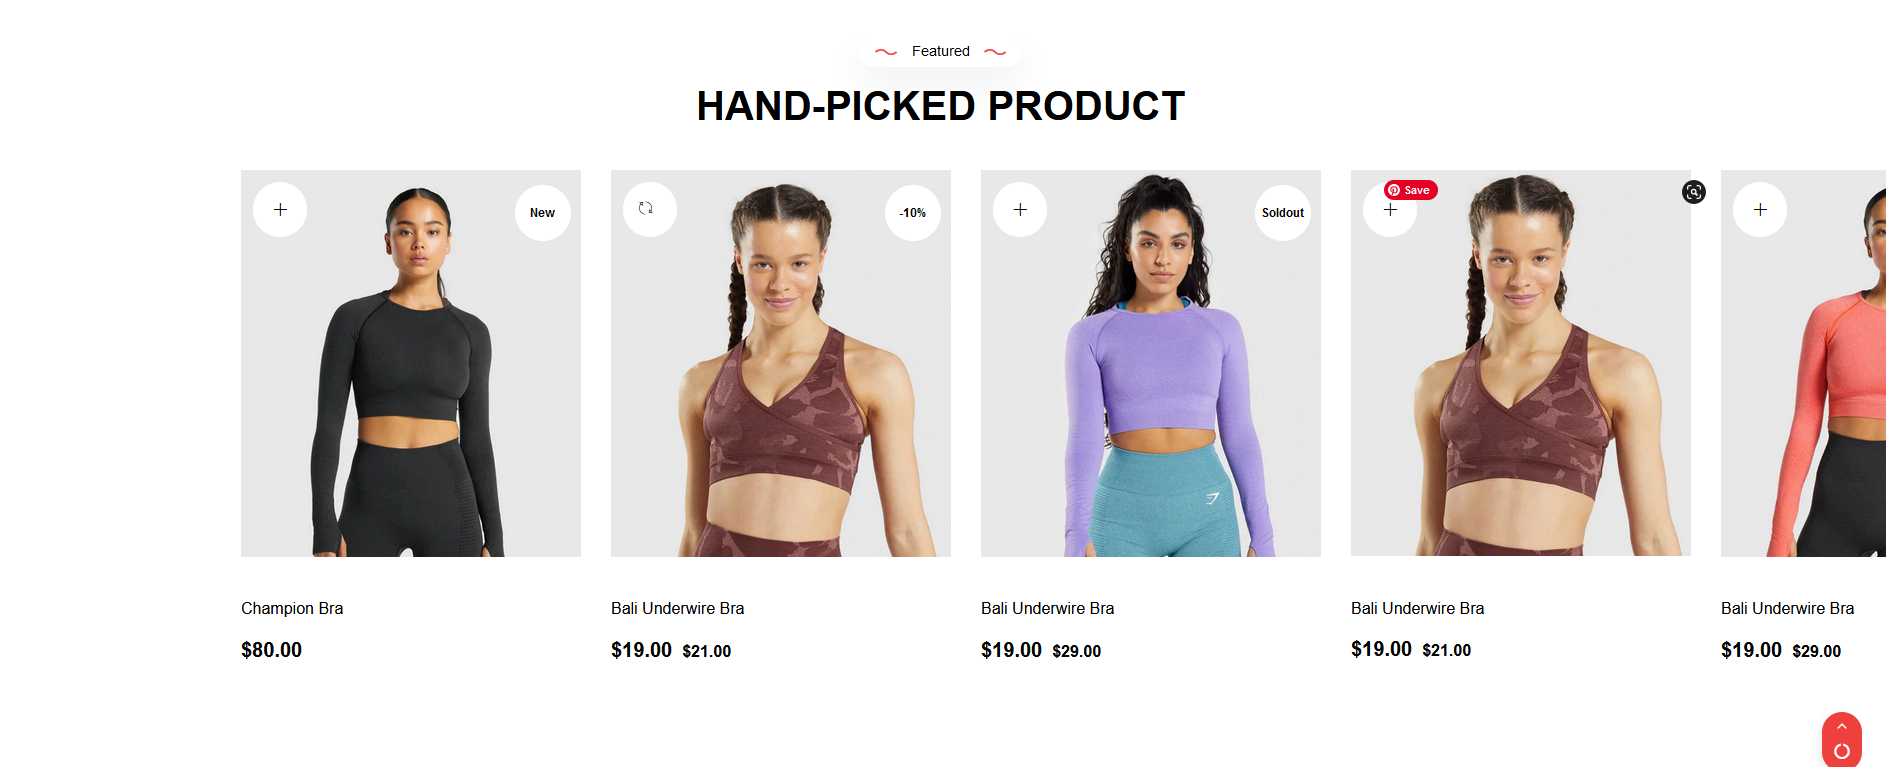 Featured
HAND-PICKED PRODUCT
New
-10%
Soldout
Save
Champion Bra
$80.00
Bali Underwire Bra
$19.00 $21.00
Bali Underwire Bra
$19.00 $29.00
Bali Underwire Bra
$19.00 $21.00
Bali Underwire Bra
$19.00 $29.00